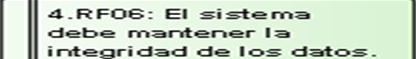 4.RF06: El sistema
debe mantener la
integridad de los datos.